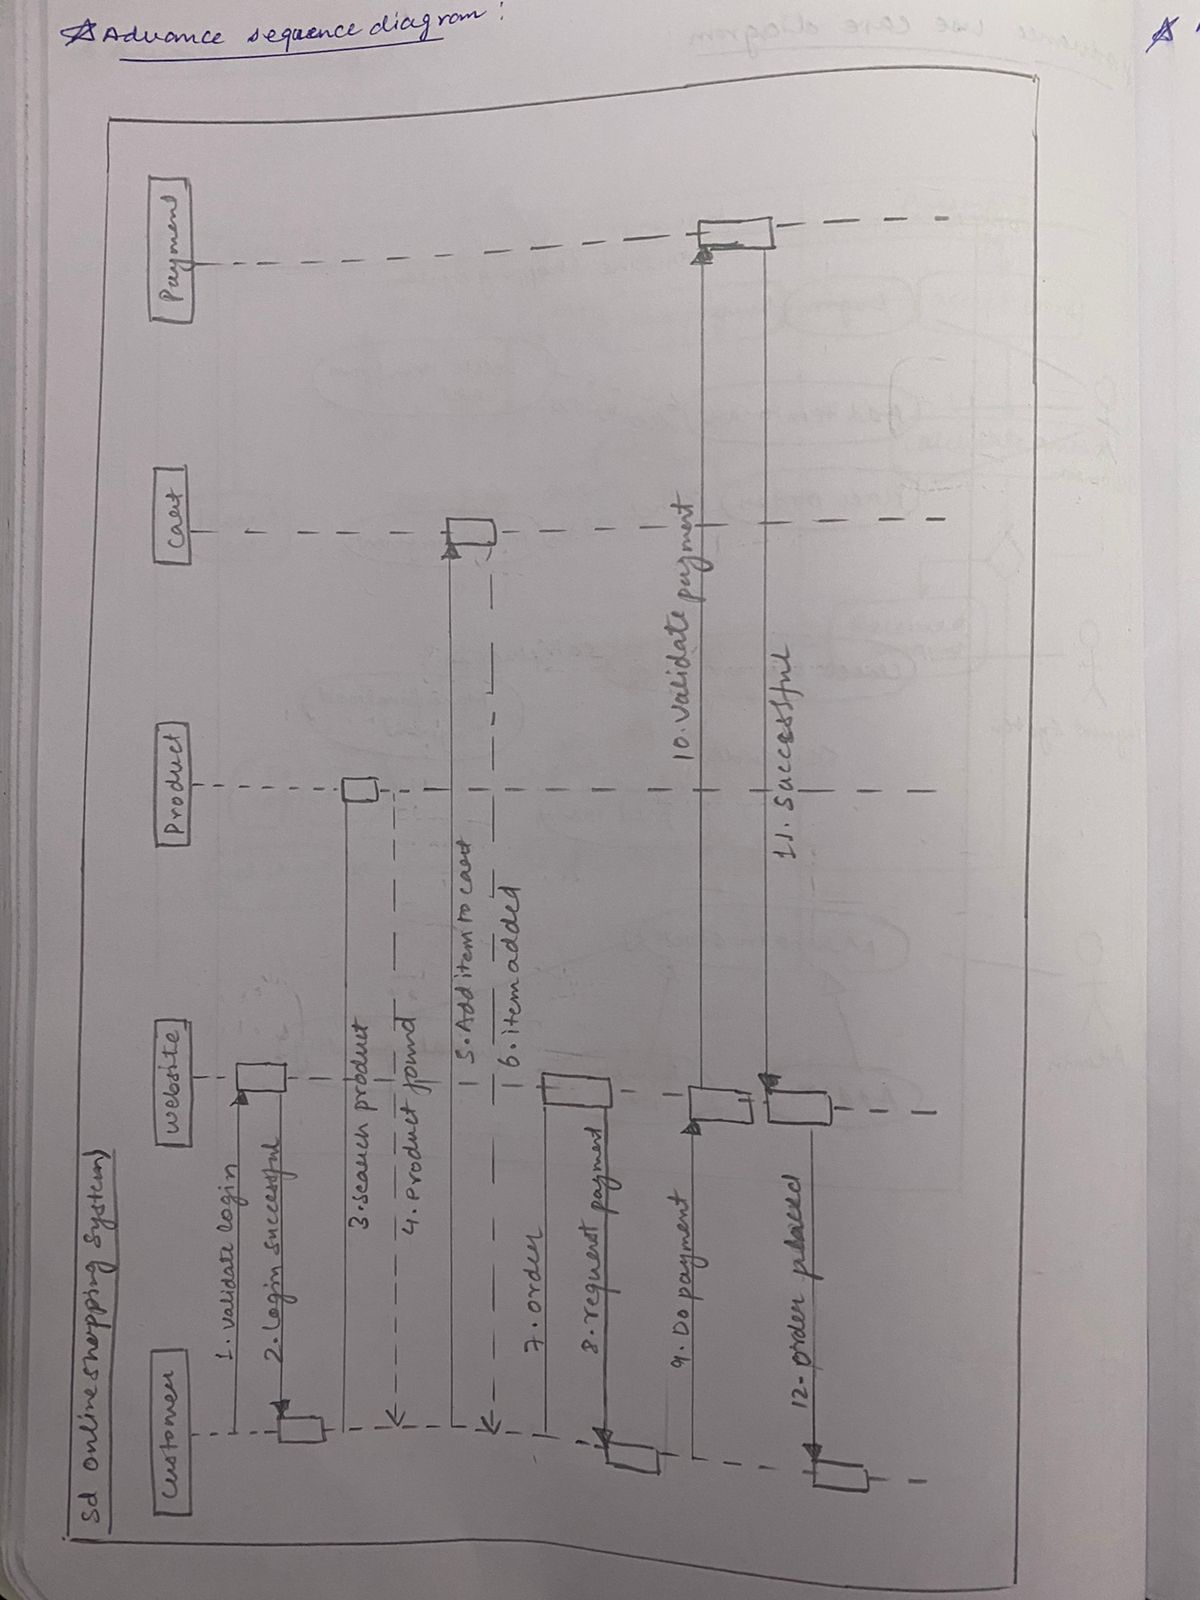 Advance sequence diagram:
sd online shopping system)
Customer
Website
Product
Cart
Payment
1. validate login
2. login successful
3. search product
4. product found
5. Add item to cart
6. item added
7. order
8. request payment
9. Do payment
10. validate payment
11. successful
12. order placed